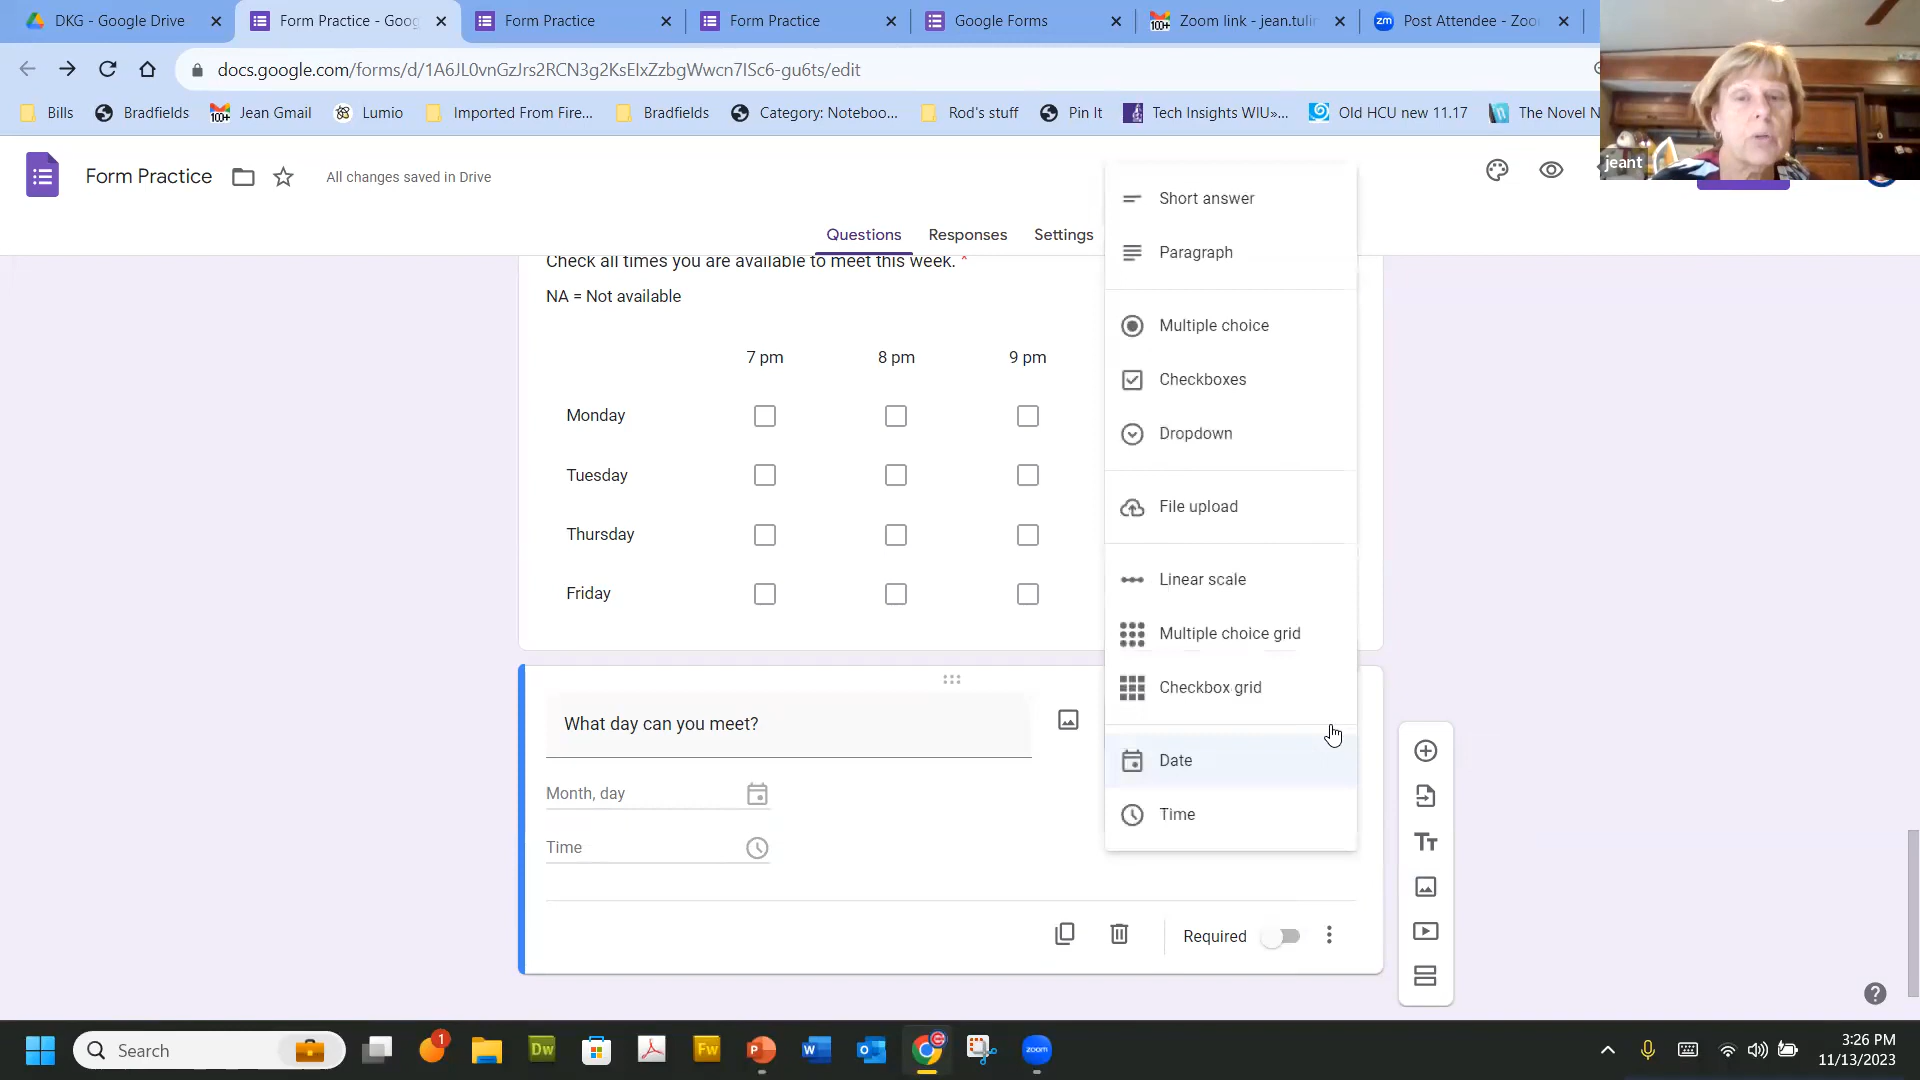 DKG - Google Drive
Form Practice - Goog
Form Practice
Form Practice
Google Forms
Zoom link - jean.tulin
Post Attendee - Zoo
docs.google.com/forms/d/1A6JL0vnGzJrs2RCN3g2KsEIxZzbgWwcn7ISc6-gu6ts/edit
Bills
Bradfields
Jean Gmail
Lumio
Imported From Fire...
Bradfields
Category: Noteboo...
Rod's stuff
Pin It
Tech Insights WIU»...
Old HCU new 11.17
The Novel N
jeant
Form Practice
All changes saved in Drive
Questions
Responses
Settings
Check all times you are available to meet this week. *
NA = Not available
7 pm
8 pm
9 pm
Monday
Tuesday
Thursday
Friday
Short answer
Paragraph
Multiple choice
Checkboxes
Dropdown
File upload
Linear scale
Multiple choice grid
Checkbox grid
Date
Time
What day can you meet?
Month, day
Time
Required
Tт
Search
1
Dw
Fw
zoom
3:26 PM
11/13/2023